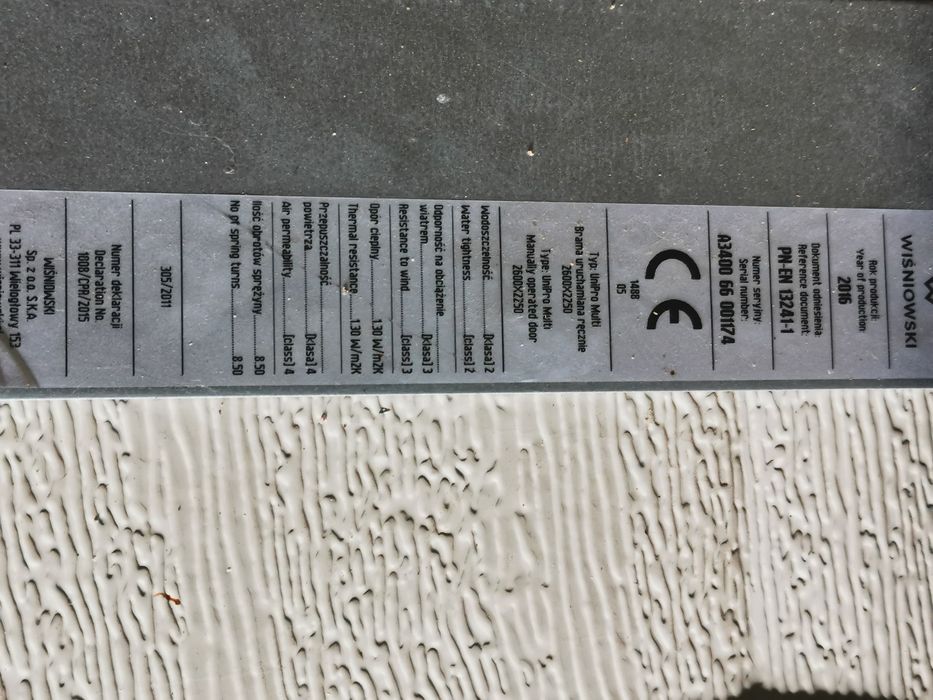 WIŚNIOWSKI
Rok produkcji:
Year of production:
2016
Dokument odniesienia:
Reference document:
PN-EN 13241-1
Numer seryjny:
Serial number:
A3400 66 001174
CE
1488
05
Typ: UniPro Multi
Brama uruchamiana ręcznie
2600X2250
Type: UniPro Multi
Manually operated door
2600X2250
Wodoszczelność ........ [klasa] 2
Water tightness ........ [class] 2
Odporność na obciążenie
wiatrem ........ [klasa] 3
Resistance to wind ........ [class] 3
Opór cieplny ........ 1.30 W/m2K
Thermal resistance ........ 1.30 W/m2K
Przepuszczalność
powietrza ........ [klasa] 4
Air permeability ........ [class] 4
Ilość obrotów sprężyny ........ 8.50
No of spring turns ........ 8.50
305/2011
Numer deklaracji
Declaration No
100B/CPR/2015
WIŚNIOWSKI
Sp. z o.o. S.K.A.
PL 33-311 Wielogłowy 153